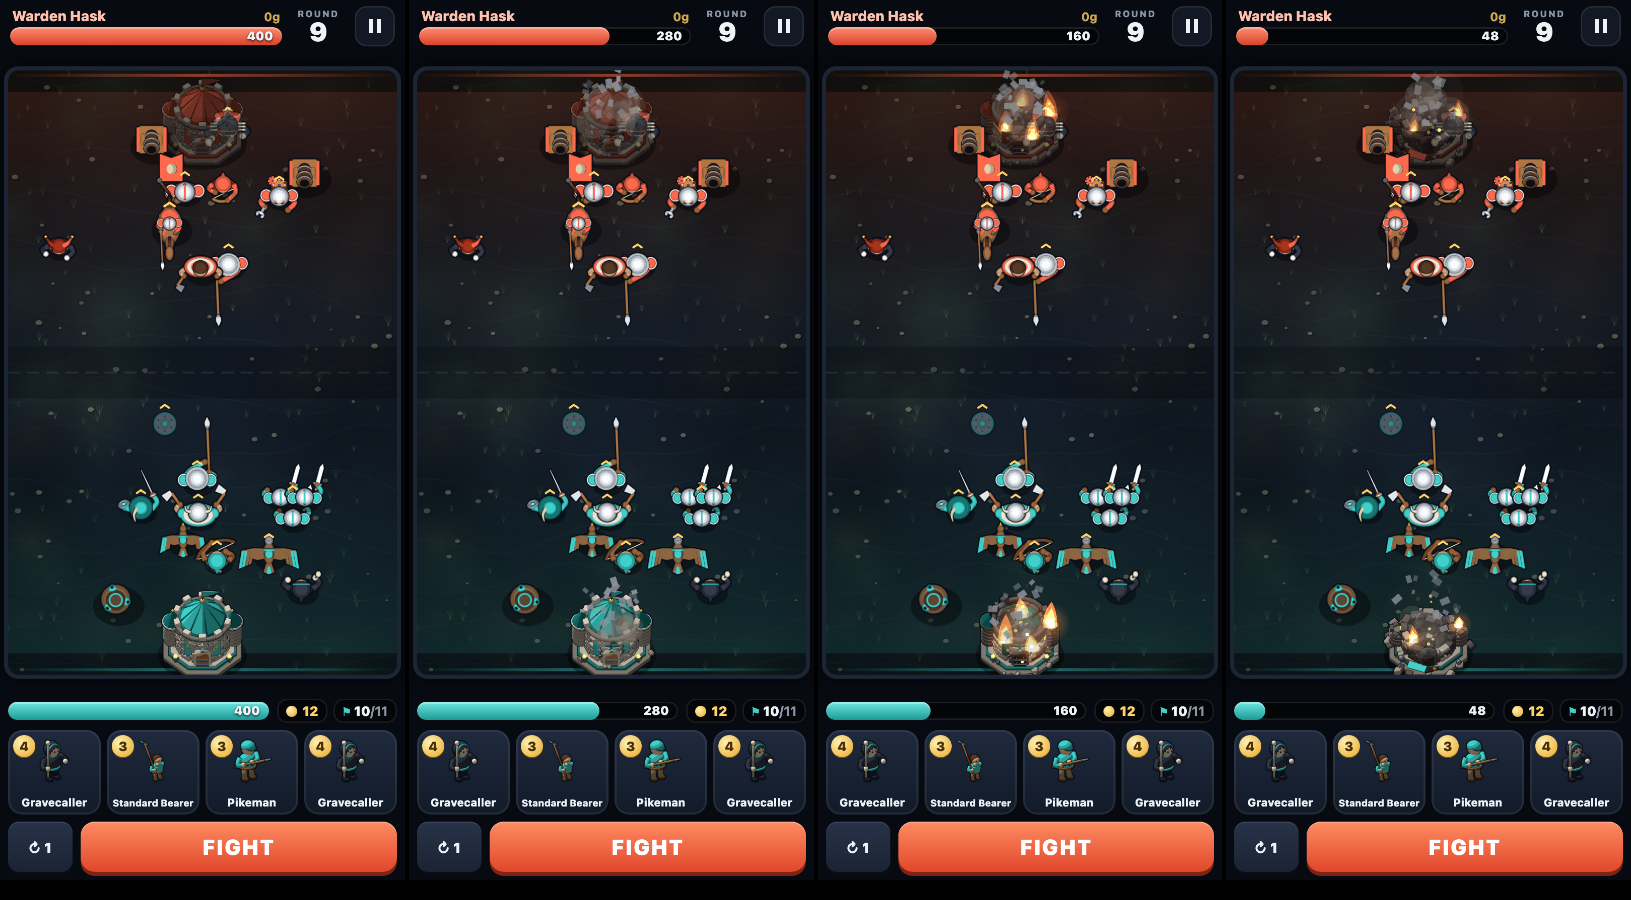 Warden Hask
0g
ROUND
9
400
400
12
10/11
4
3
3
4
Gravecaller
Standard Bearer
Pikeman
Gravecaller
1
FIGHT
Warden Hask
0g
ROUND
9
280
280
12
10/11
4
3
3
4
Gravecaller
Standard Bearer
Pikeman
Gravecaller
1
FIGHT
Warden Hask
0g
ROUND
9
160
160
12
10/11
4
3
3
4
Gravecaller
Standard Bearer
Pikeman
Gravecaller
1
FIGHT
Warden Hask
0g
ROUND
9
48
48
12
10/11
4
3
3
4
Gravecaller
Standard Bearer
Pikeman
Gravecaller
1
FIGHT